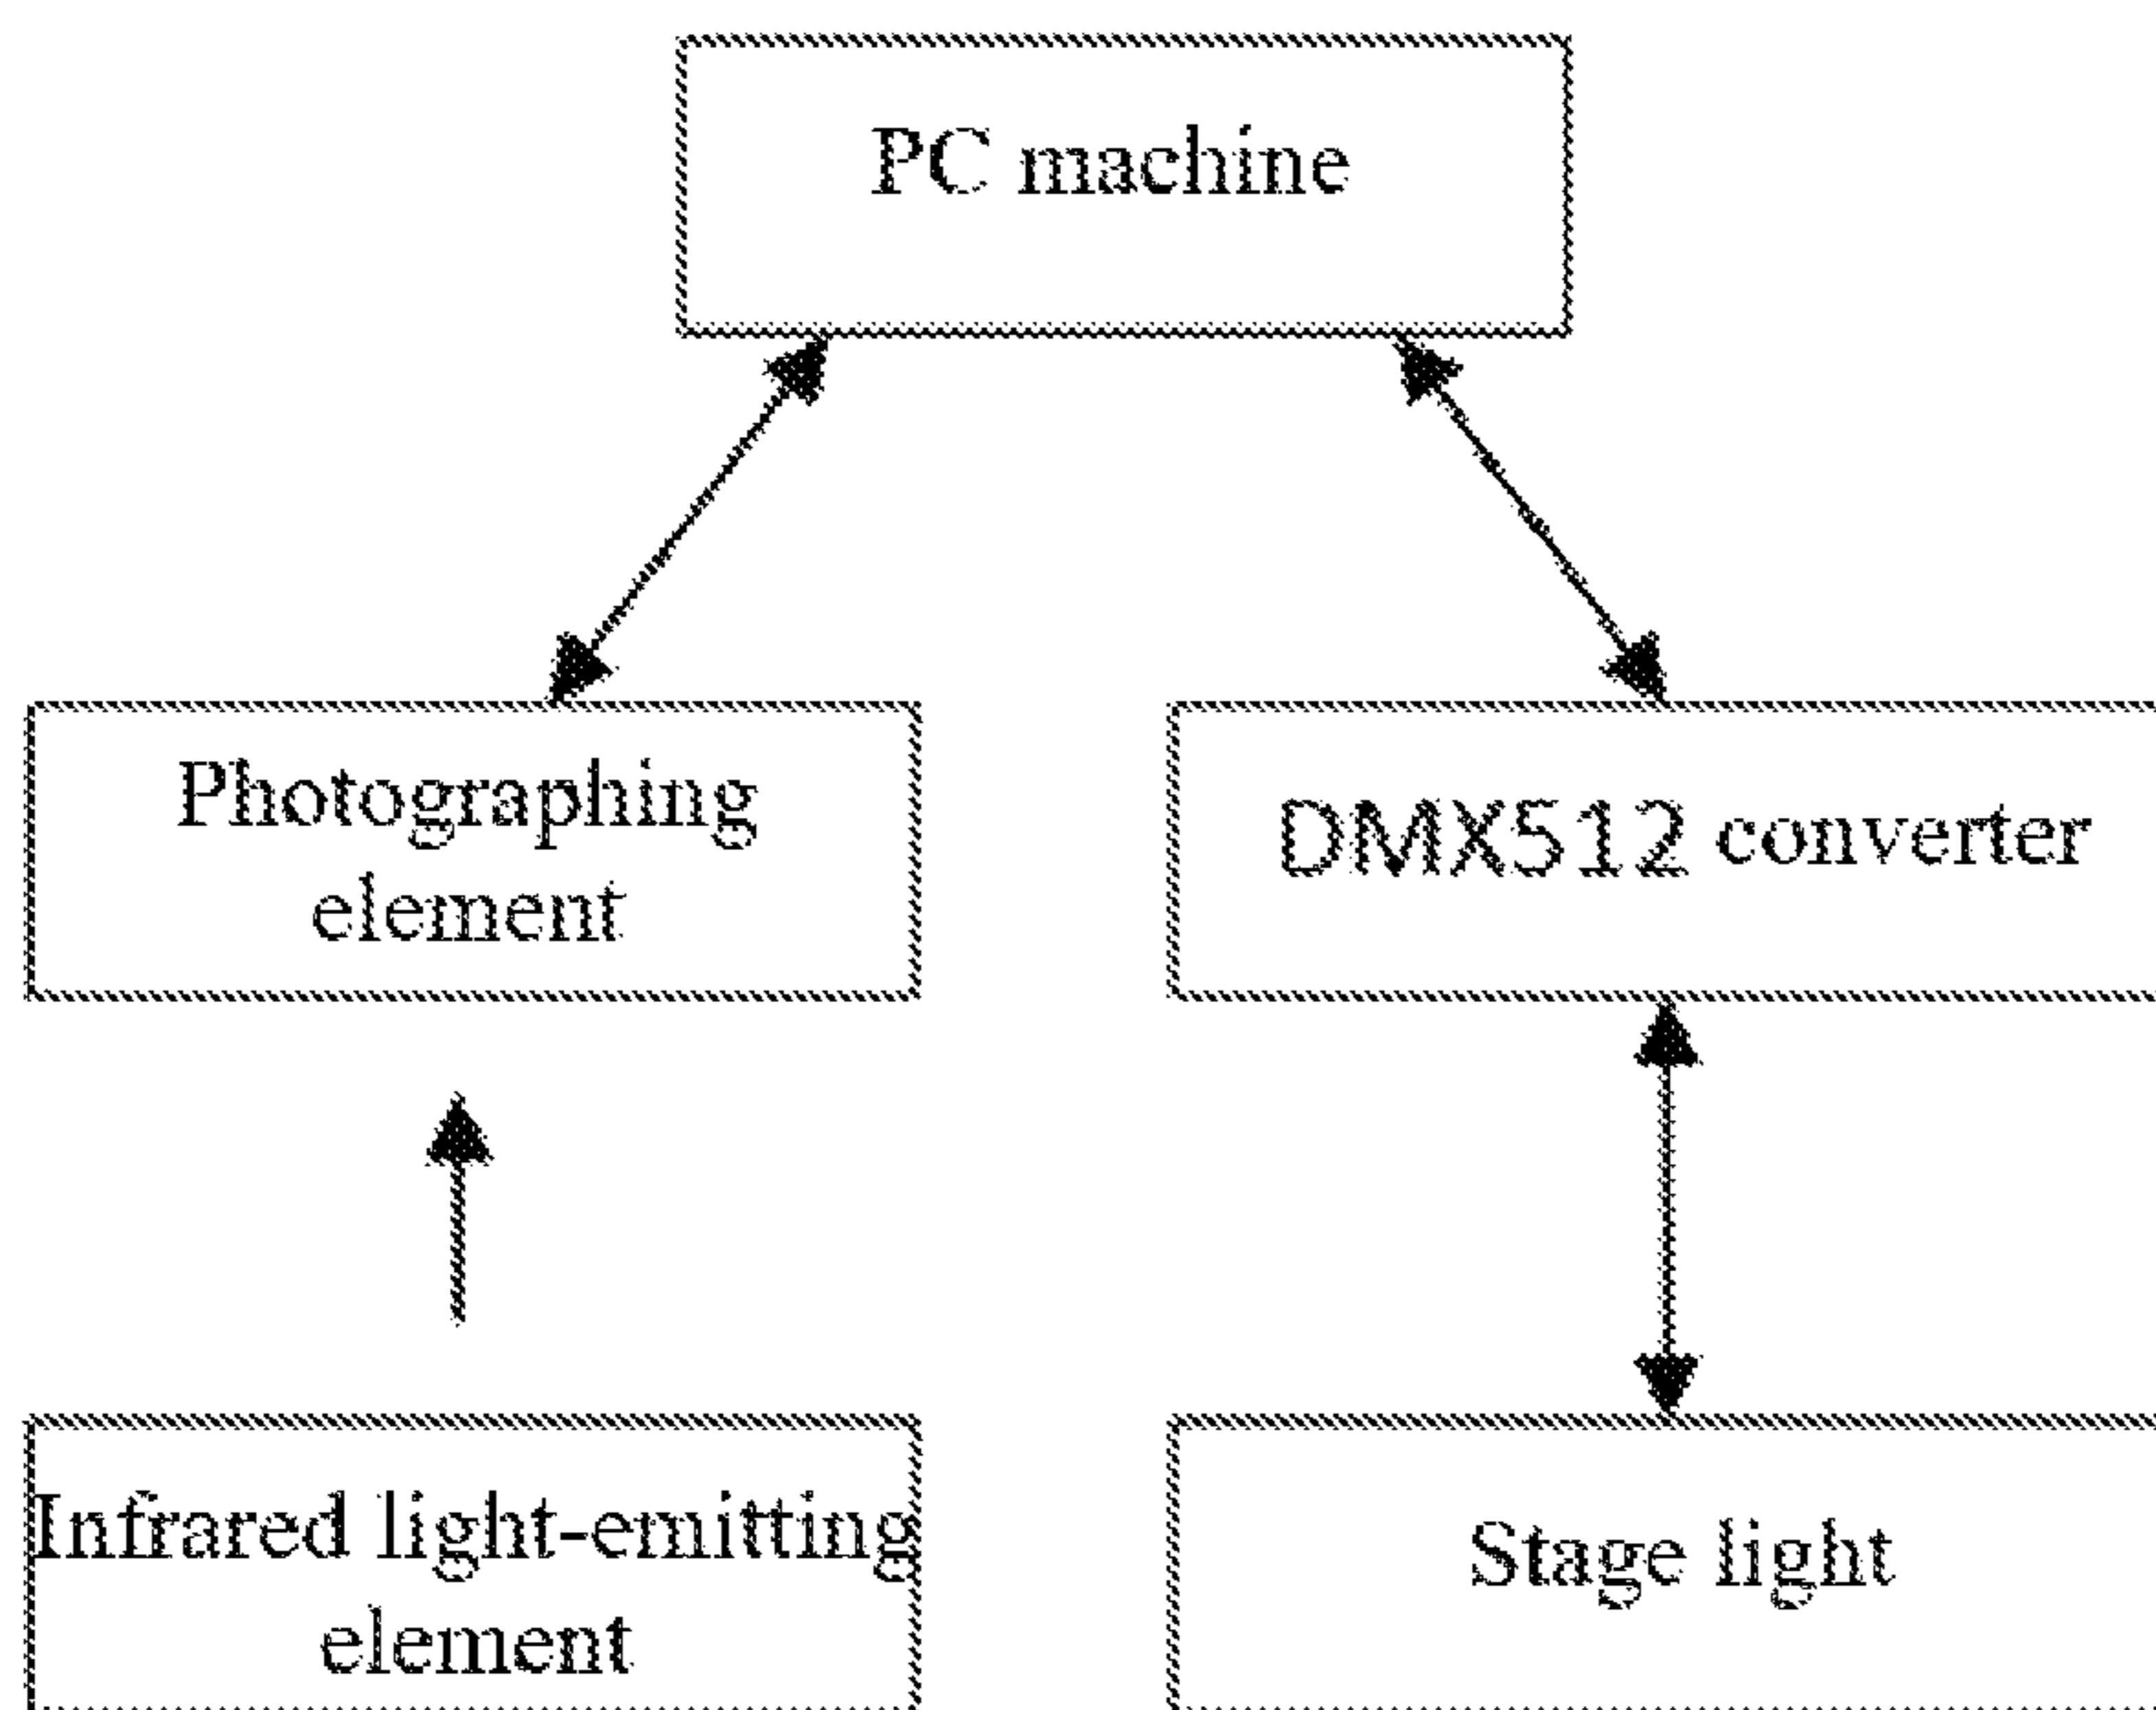 PC machine
Photographing
element
DMX512 converter
Infrared light-emitting
element
Stage light